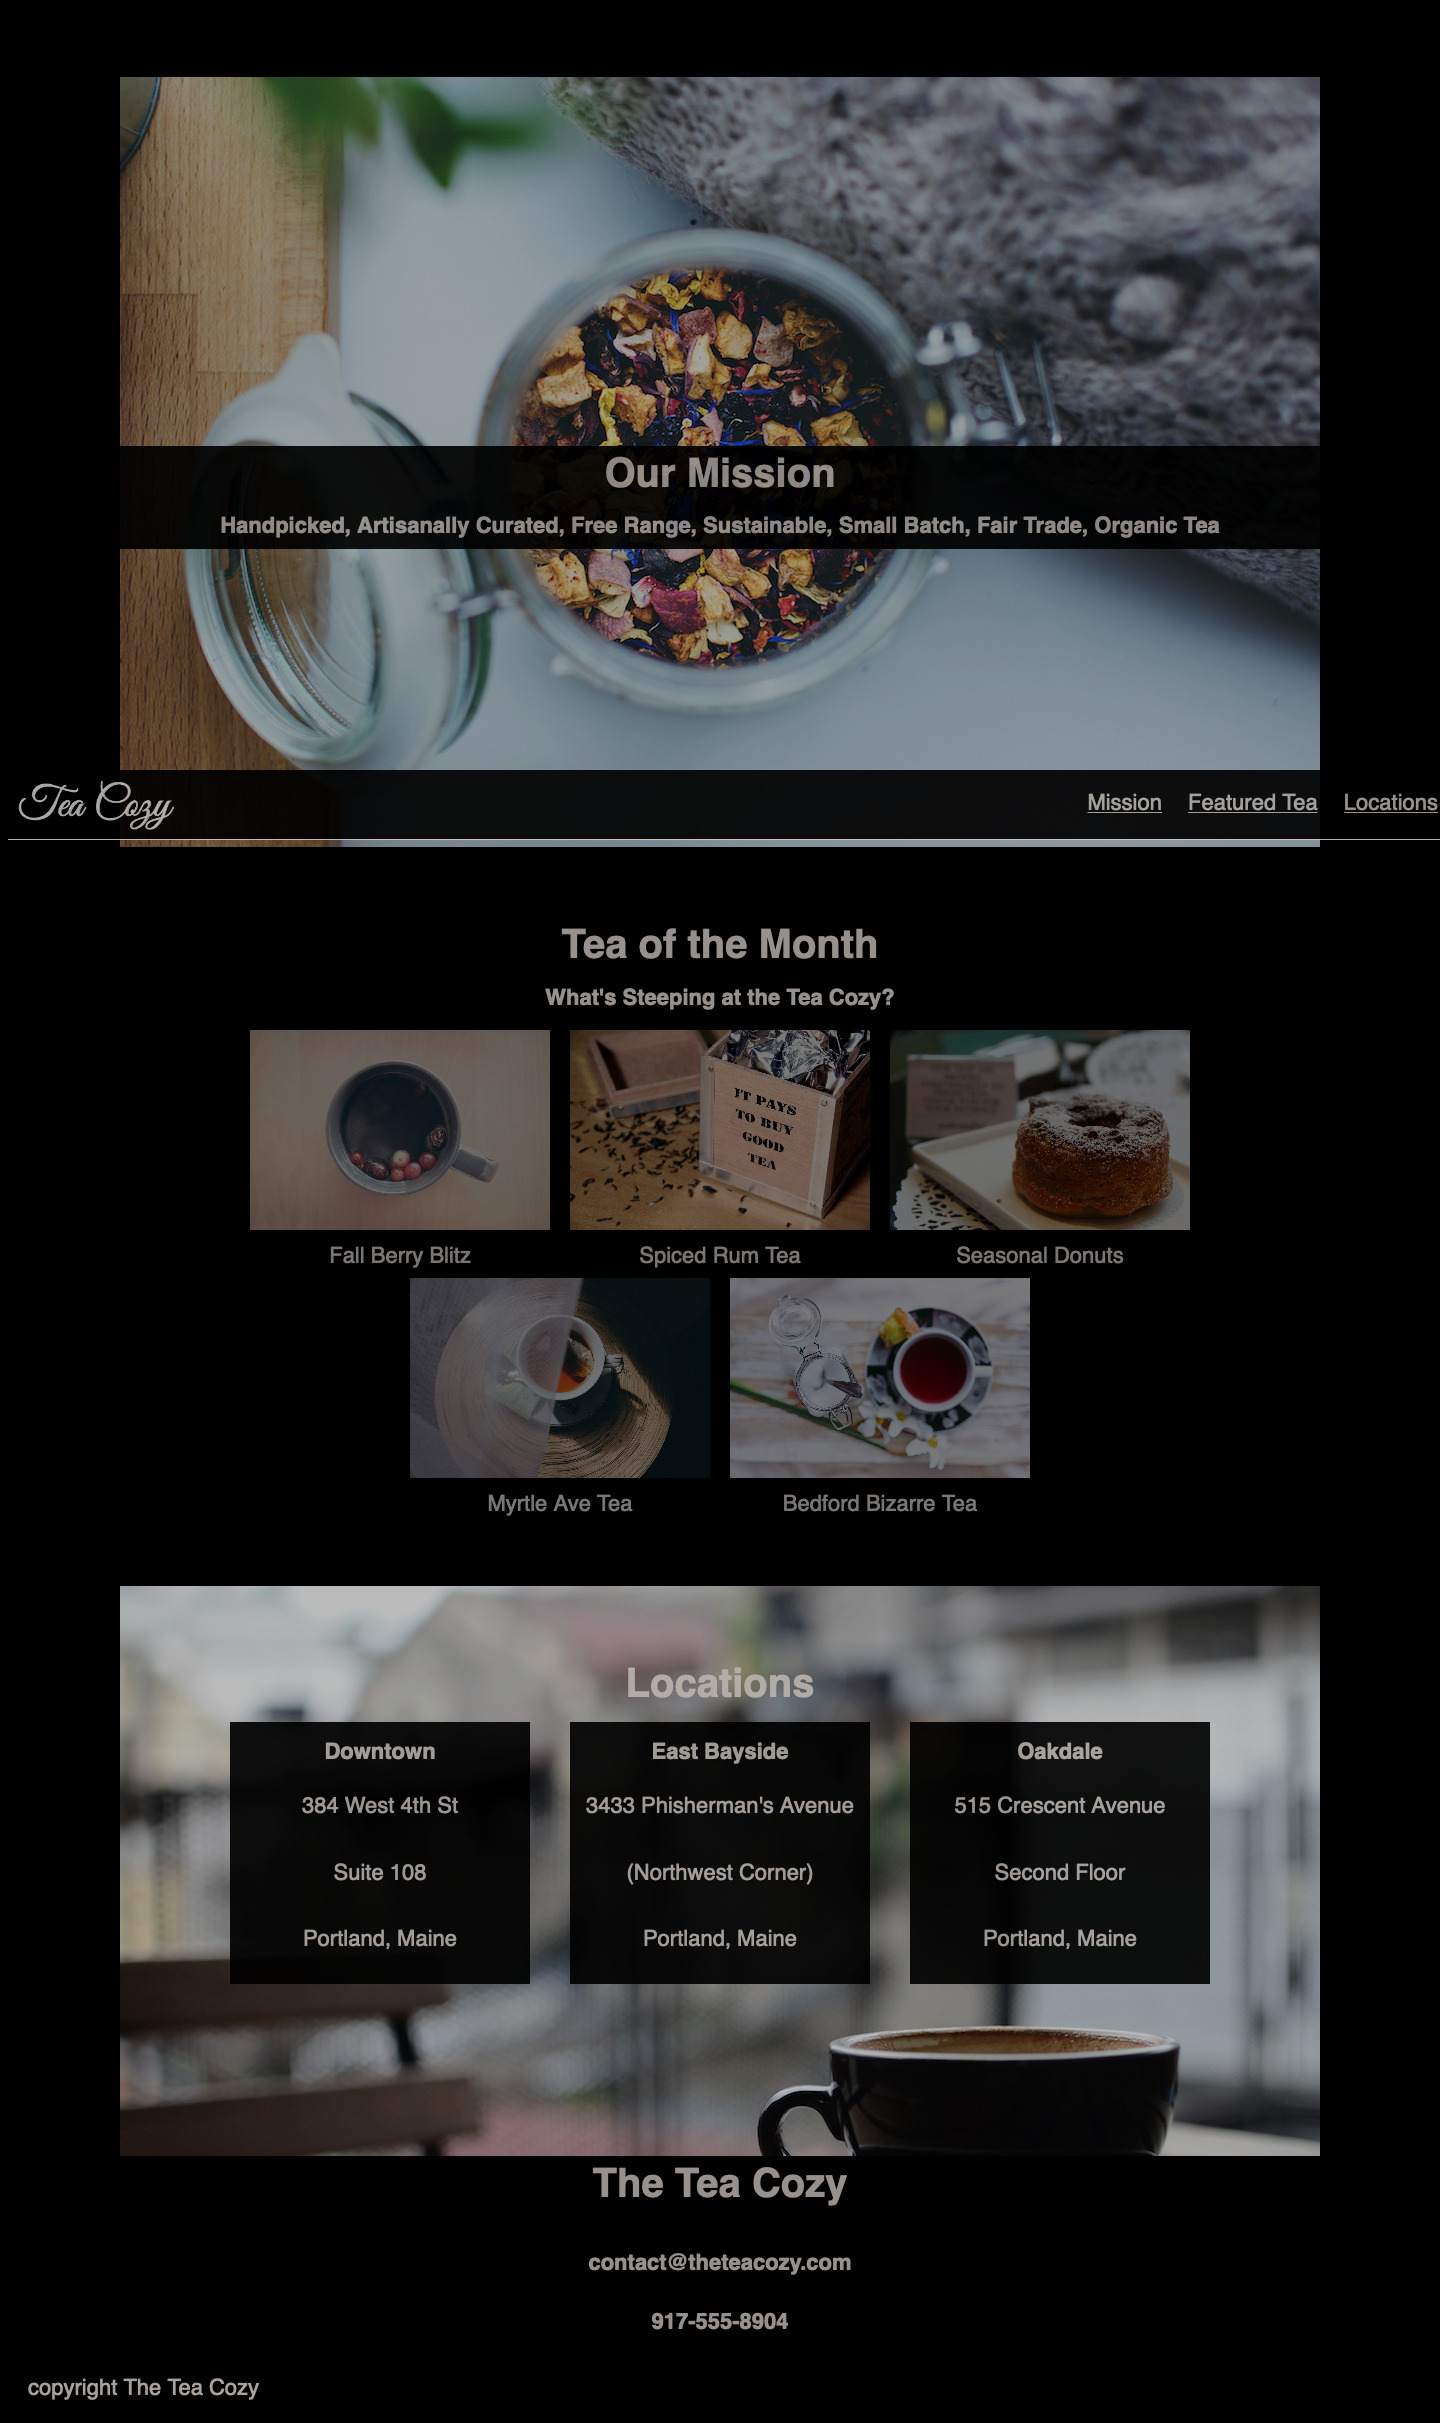 Our Mission
Handpicked, Artisanally Curated, Free Range, Sustainable, Small Batch, Fair Trade, Organic Tea
Tea Cozy
Mission Featured Tea Locations
Tea of the Month
What's Steeping at the Tea Cozy?
IT PAYS
TO BUY
GOOD
TEA
Fall Berry Blitz
Spiced Rum Tea
Seasonal Donuts
Myrtle Ave Tea
Bedford Bizarre Tea
Locations
Downtown
384 West 4th St
Suite 108
Portland, Maine
East Bayside
3433 Phisherman's Avenue
(Northwest Corner)
Portland, Maine
Oakdale
515 Crescent Avenue
Second Floor
Portland, Maine
The Tea Cozy
contact@theteacozy.com
917-555-8904
copyright The Tea Cozy